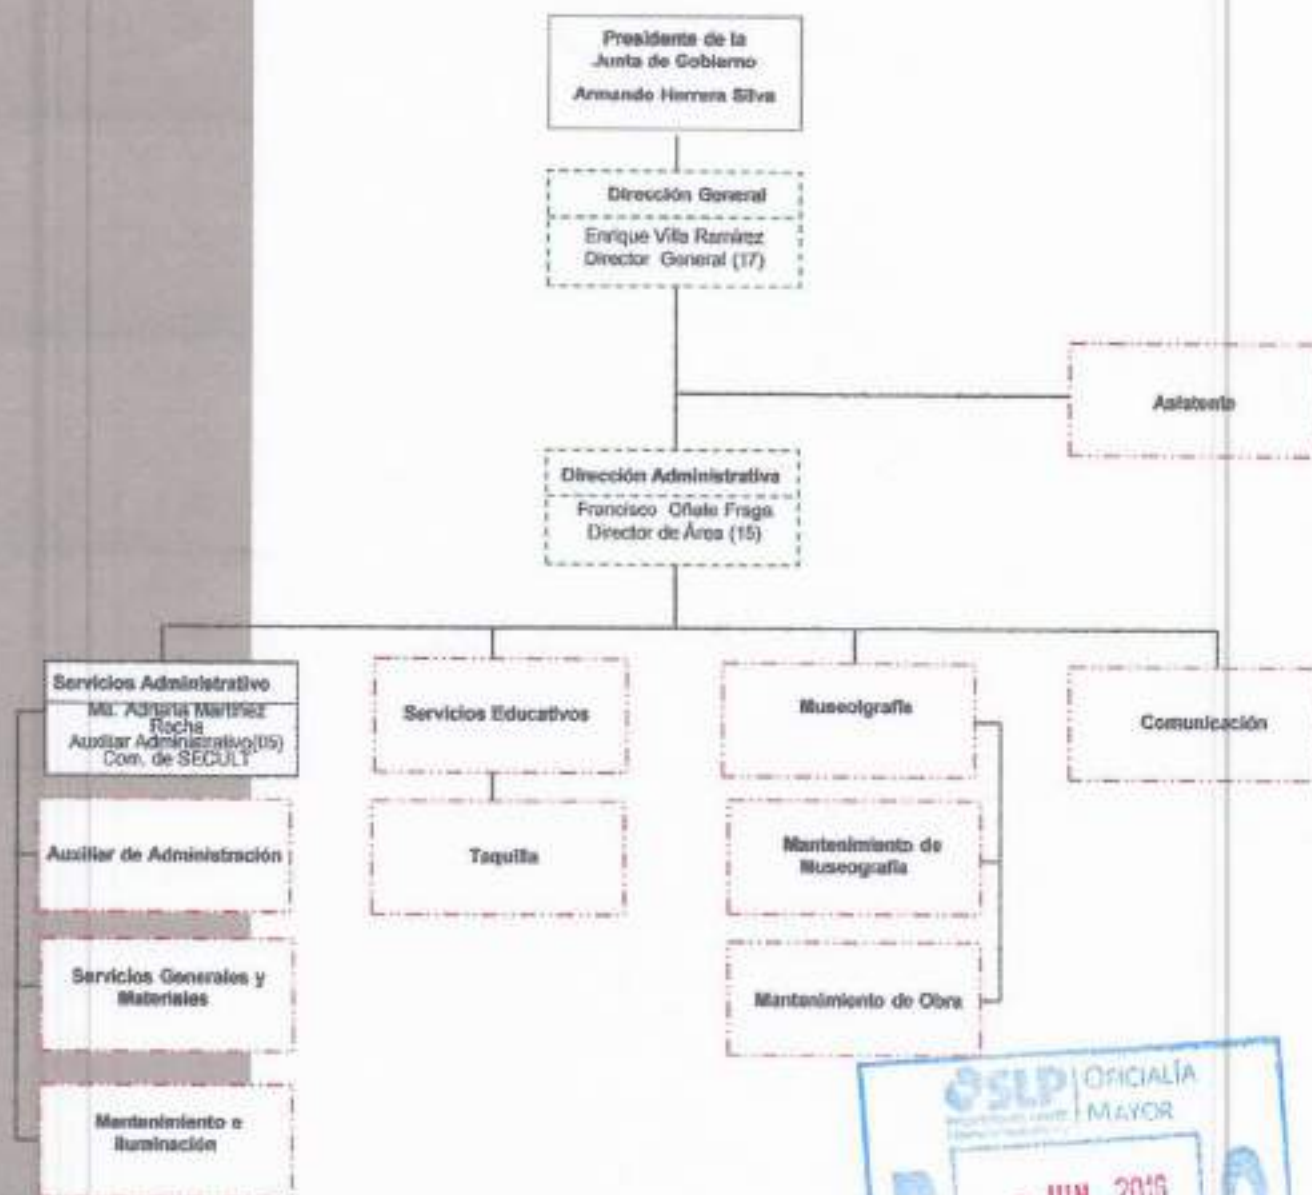 Presidente de la
Junta de Gobierno
Armando Herrera Silva
Dirección General
Enrique Villa Ramírez
Director General (17)
Asistente
Dirección Administrativa
Francisco Oñate Fraga
Director de Área (15)
Servicios Administrativo
Ma. Adriana Martínez
Rocha
Auxiliar Administrativo(05)
Com. de SECULT
Servicios Educativos
Museolgrafía
Comunicación
Auxiliar de Administración
Taquilla
Mantenimiento de
Museografía
Servicios Generales y
Materiales
Mantenimiento de Obra
Mantenimiento e
Iluminación
SLP OFICIALÍA
MAYOR
JUN. 2016